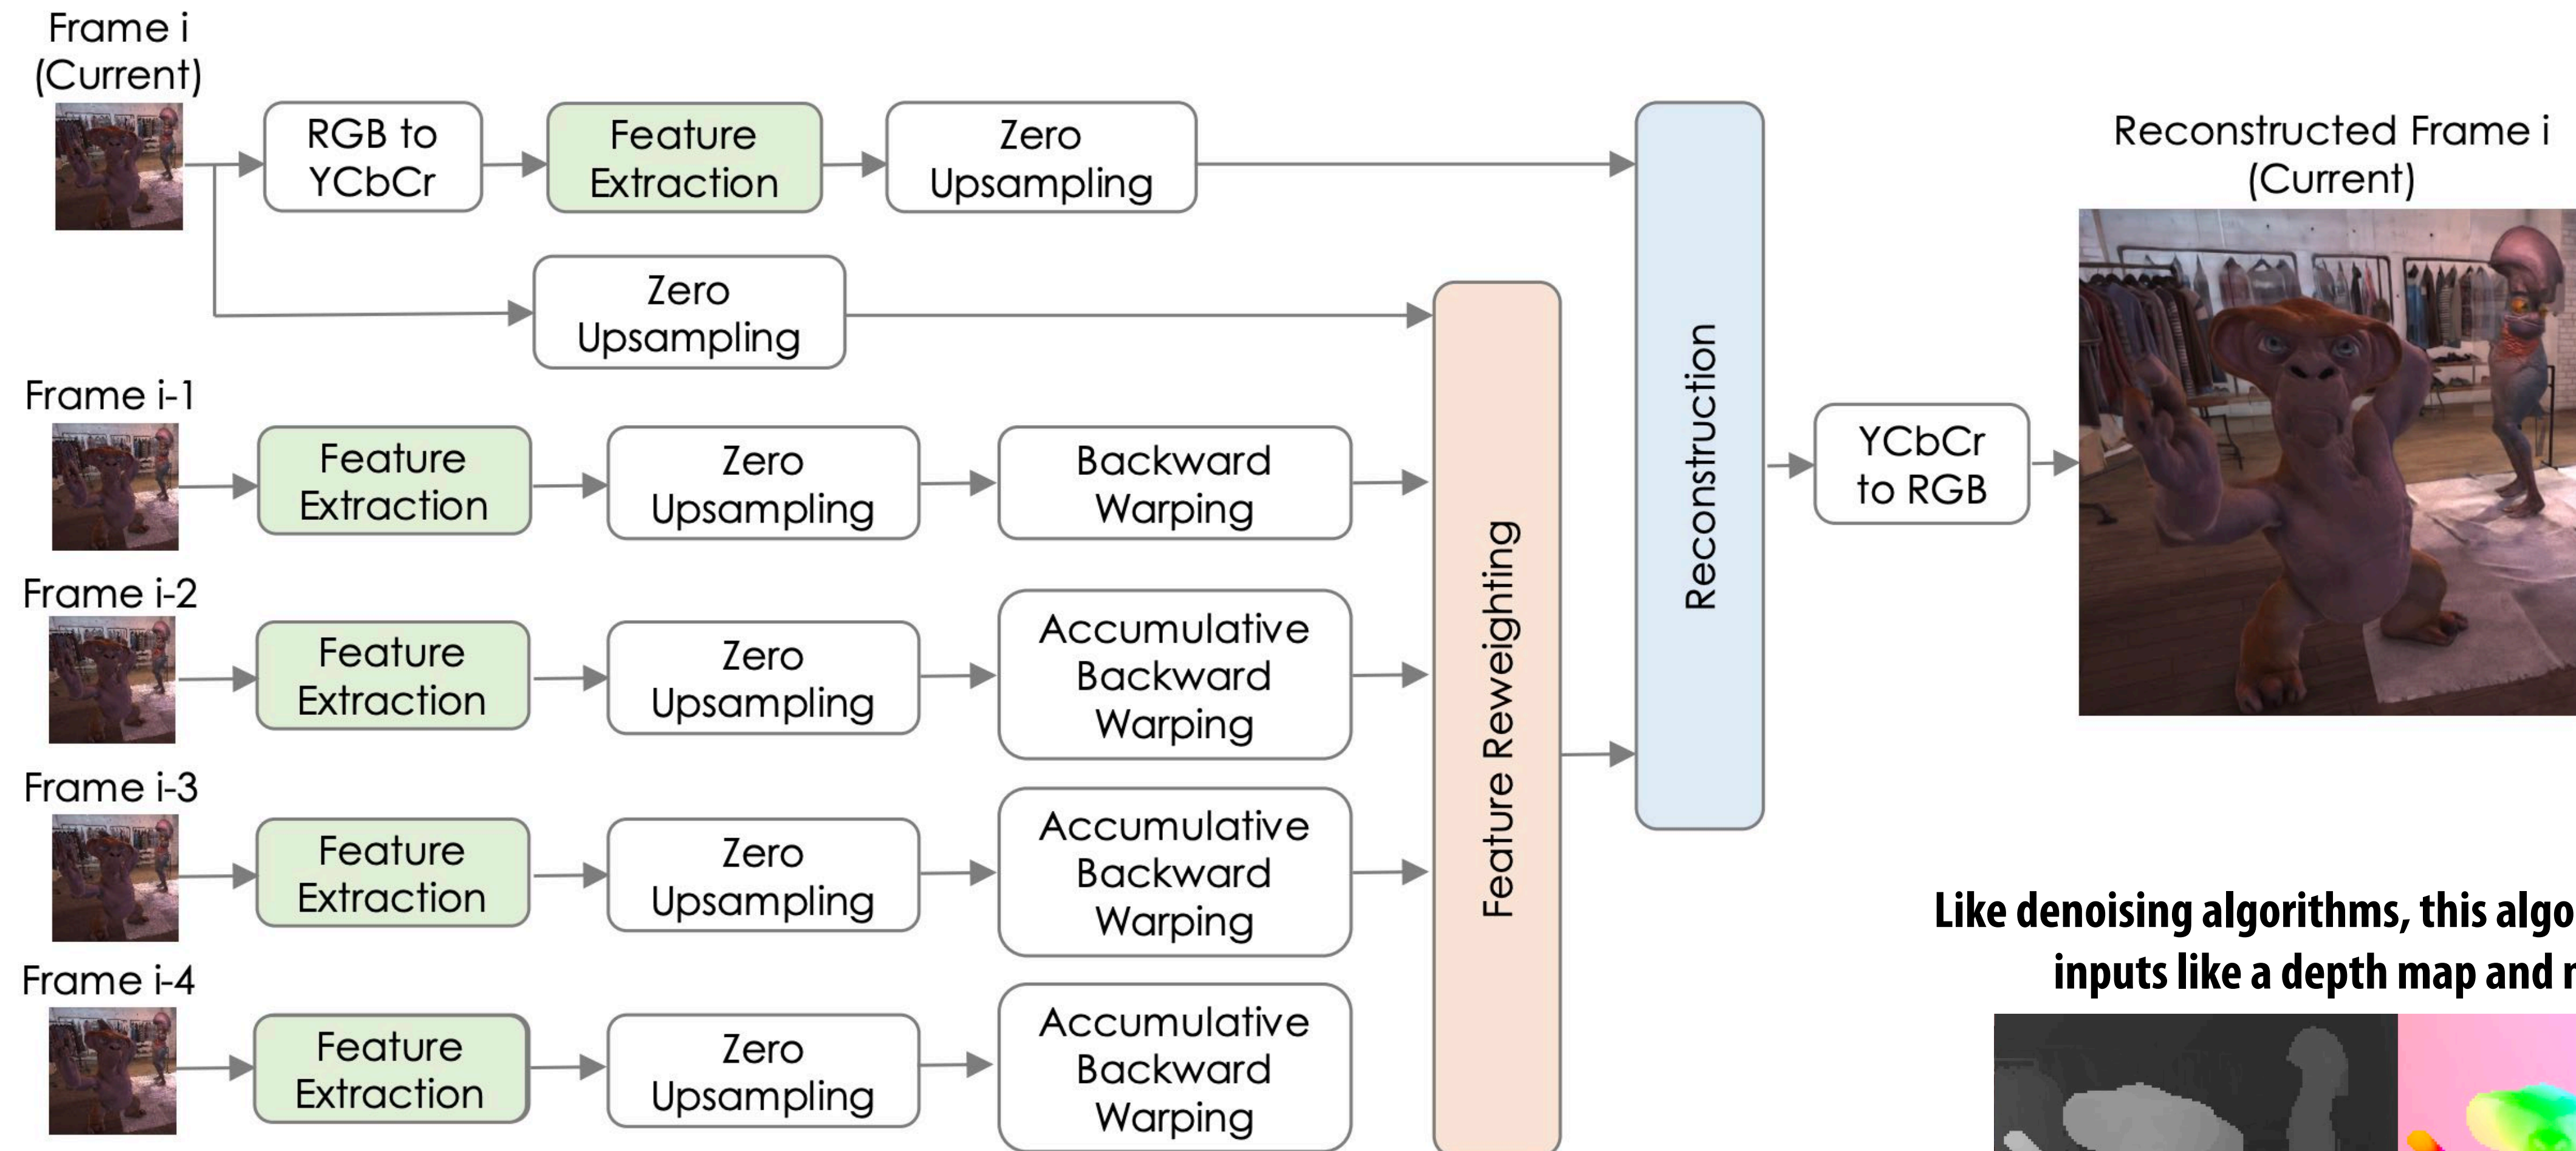 Frame i
(Current)
RGB to
YCbCr
Feature
Extraction
Zero
Upsampling
Zero
Upsampling
Frame i-1
Feature
Extraction
Zero
Upsampling
Backward
Warping
Frame i-2
Feature
Extraction
Zero
Upsampling
Accumulative
Backward
Warping
Frame i-3
Feature
Extraction
Zero
Upsampling
Accumulative
Backward
Warping
Frame i-4
Feature
Extraction
Zero
Upsampling
Accumulative
Backward
Warping
Feature Reweighting
Reconstruction
YCbCr
to RGB
Reconstructed Frame i
(Current)
Like denoising algorithms, this
inputs like a depth map and